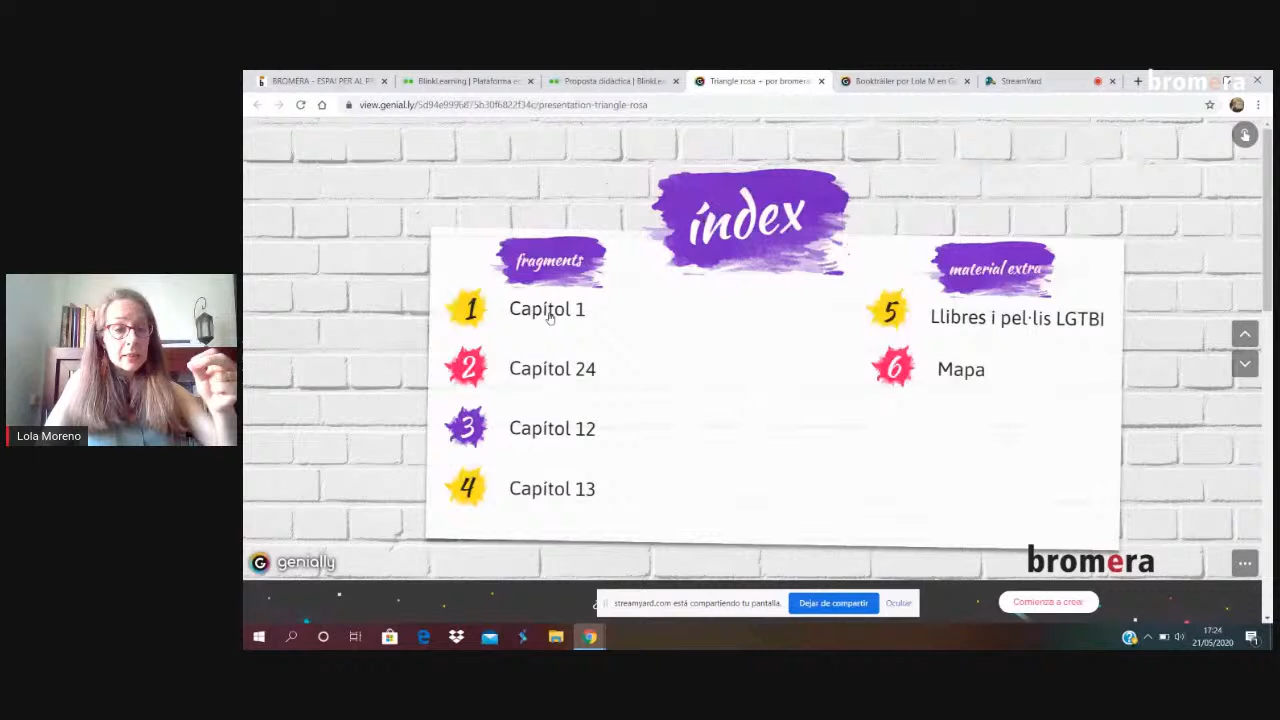 BROMERA - ESPAI PER AL PR
BlinkLearning | Plataforma e
Proposta didàctica | BlinkLea
Triangle rosa + por bromera
Booktráiler por Lola M en G
StreamYard
bromera
view.genial.ly/5d94e9996875b30f6822f34c/presentation-triangle-rosa
índex
fragments
1 Capítol 1
2 Capítol 24
3 Capítol 12
4 Capítol 13
material extra
5 Llibres i pel·lis LGTBI
6 Mapa
Lola Moreno
genially
bromera
streamyard.com está compartiendo tu pantalla.
Dejar de compartir
Ocultar
Comienza a crear
17:24
21/05/2020